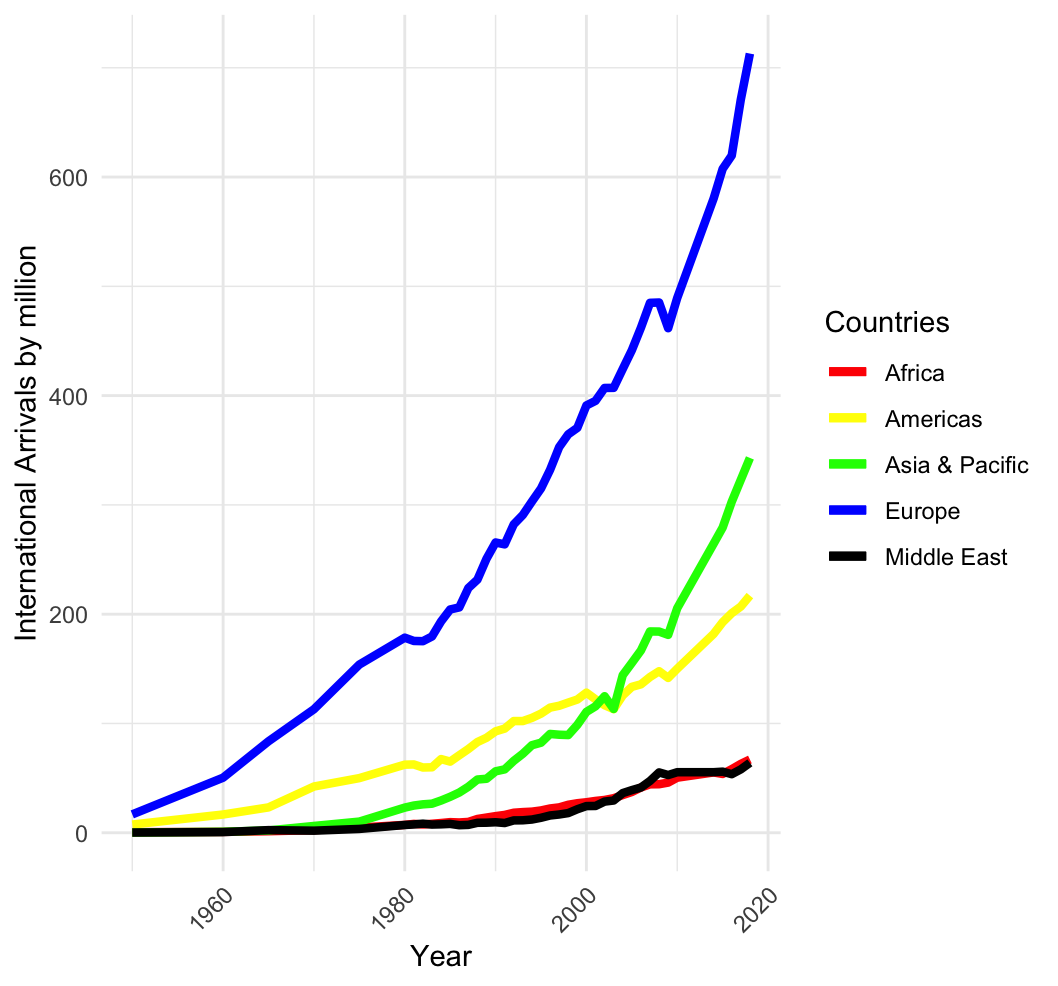 International Arrivals by million
600
400
200
0
1960
1980
2000
2020
Year
Countries
Africa
Americas
Asia & Pacific
Europe
Middle East